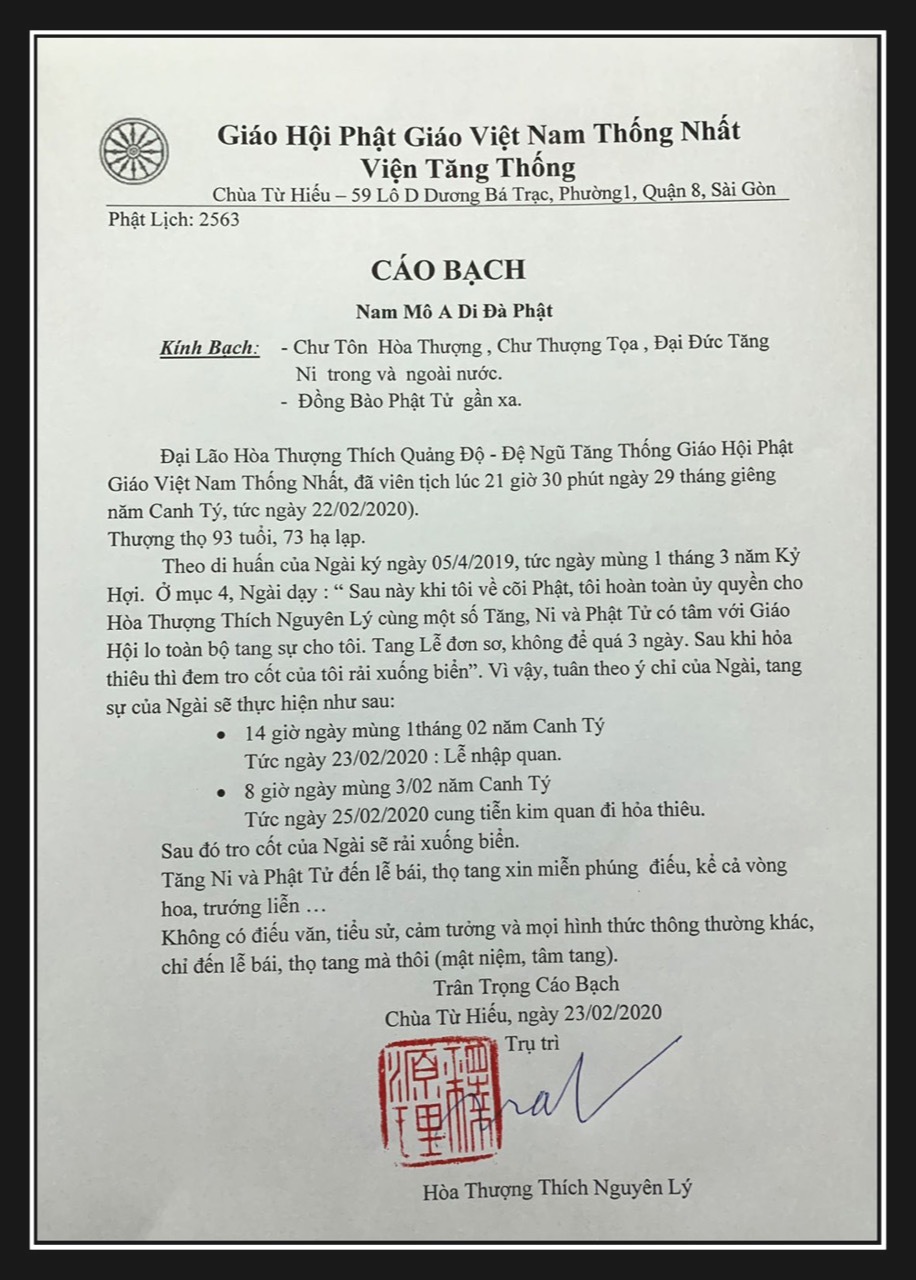 Giáo Hội Phật Giáo Việt Nam Thống Nhất
Viện Tăng Thống
Chùa Từ Hiếu – 59 Lô D Dương Bá Trạc, Phường1, Quận 8, Sài Gòn
Phật Lịch: 2563
CÁO BẠCH
Nam Mô A Di Đà Phật
Kính Bạch: - Chư Tôn Hòa Thượng , Chư Thượng Tọa , Đại Đức Tăng
Ni trong và ngoài nước.
- Đồng Bào Phật Tử gần xa.
Đại Lão Hòa Thượng Thích Quảng Độ - Đệ Ngũ Tăng Thống Giáo Hội Phật
Giáo Việt Nam Thống Nhất, đã viên tịch lúc 21 giờ 30 phút ngày 29 tháng giêng
năm Canh Tý, tức ngày 22/02/2020).
Thượng thọ 93 tuổi, 73 hạ lạp.
Theo di huấn của Ngài ký ngày 05/4/2019, tức ngày mùng 1 tháng 3 năm Kỷ
Hợi. Ở mục 4, Ngài dạy : “ Sau này khi tôi về cõi Phật, tôi hoàn toàn ủy quyền cho
Hòa Thượng Thích Nguyên Lý cùng một số Tăng, Ni và Phật Tử có tâm với Giáo
Hội lo toàn bộ tang sự cho tôi. Tang Lễ đơn sơ, không để quá 3 ngày. Sau khi hỏa
thiêu thì đem tro cốt của tôi rải xuống biển”. Vì vậy, tuân theo ý chỉ của Ngài, tang
sự của Ngài sẽ thực hiện như sau:
• 14 giờ ngày mùng 1tháng 02 năm Canh Tý
Tức ngày 23/02/2020 : Lễ nhập quan.
• 8 giờ ngày mùng 3/02 năm Canh Tý
Tức ngày 25/02/2020 cung tiễn kim quan đi hỏa thiêu.
Sau đó tro cốt của Ngài sẽ rải xuống biển.
Tăng Ni và Phật Tử đến lễ bái, thọ tang xin miễn phúng điếu, kể cả vòng
hoa, trướng liễn …
Không có điếu văn, tiểu sử, cảm tưởng và mọi hình thức thông thường khác,
chỉ đến lễ bái, thọ tang mà thôi (mật niệm, tâm tang).
Trân Trọng Cáo Bạch
Chùa Từ Hiếu, ngày 23/02/2020
Trụ trì
釋源理
Hòa Thượng Thích Nguyên Lý